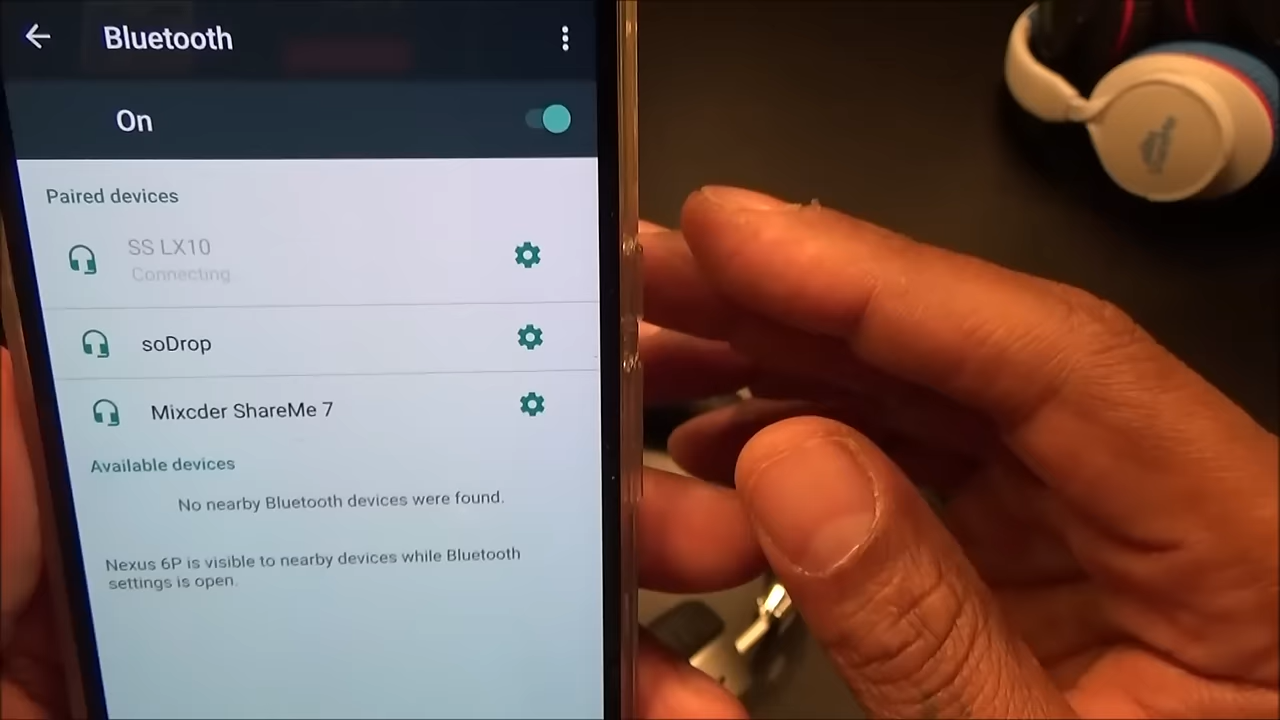 Bluetooth
On
Paired devices
SS LX10
Connecting
soDrop
Mixcder ShareMe 7
Available devices
No nearby Bluetooth devices were found.
Nexus 6P is visible to nearby devices while Bluetooth
settings is open.